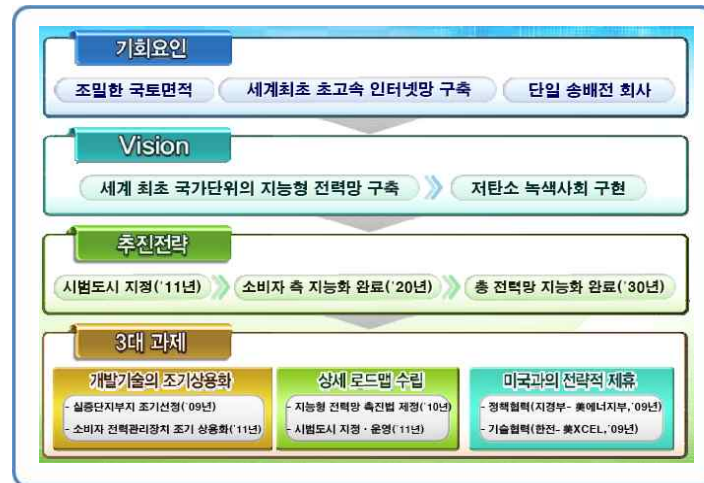 기회요인
조밀한 국토면적 세계최초 초고속 인터넷망 구축 단일 송배전 회사
Vision
세계 최초 국가단위의 지능형 전력망 구축 저탄소 녹색사회 구현
추진전략
시범도시 지정('11년) 소비자 측 지능화 완료('20년) 총 전력망 지능화 완료('30년)
3대 과제
개발기술의 조기상용화
- 실증단지부지 조기선정('09년)
- 소비자 전력관리장치 조기 상용화('11년)
상세 로드맵 수립
- 지능형 전력망 촉진법 제정('10년)
- 시범도시 지정·운영('11년)
미국과의 전략적 제휴
- 정책협력(지경부- 美에너지부,'09년)
- 기술협력(한전- 美XCEL,'09년)